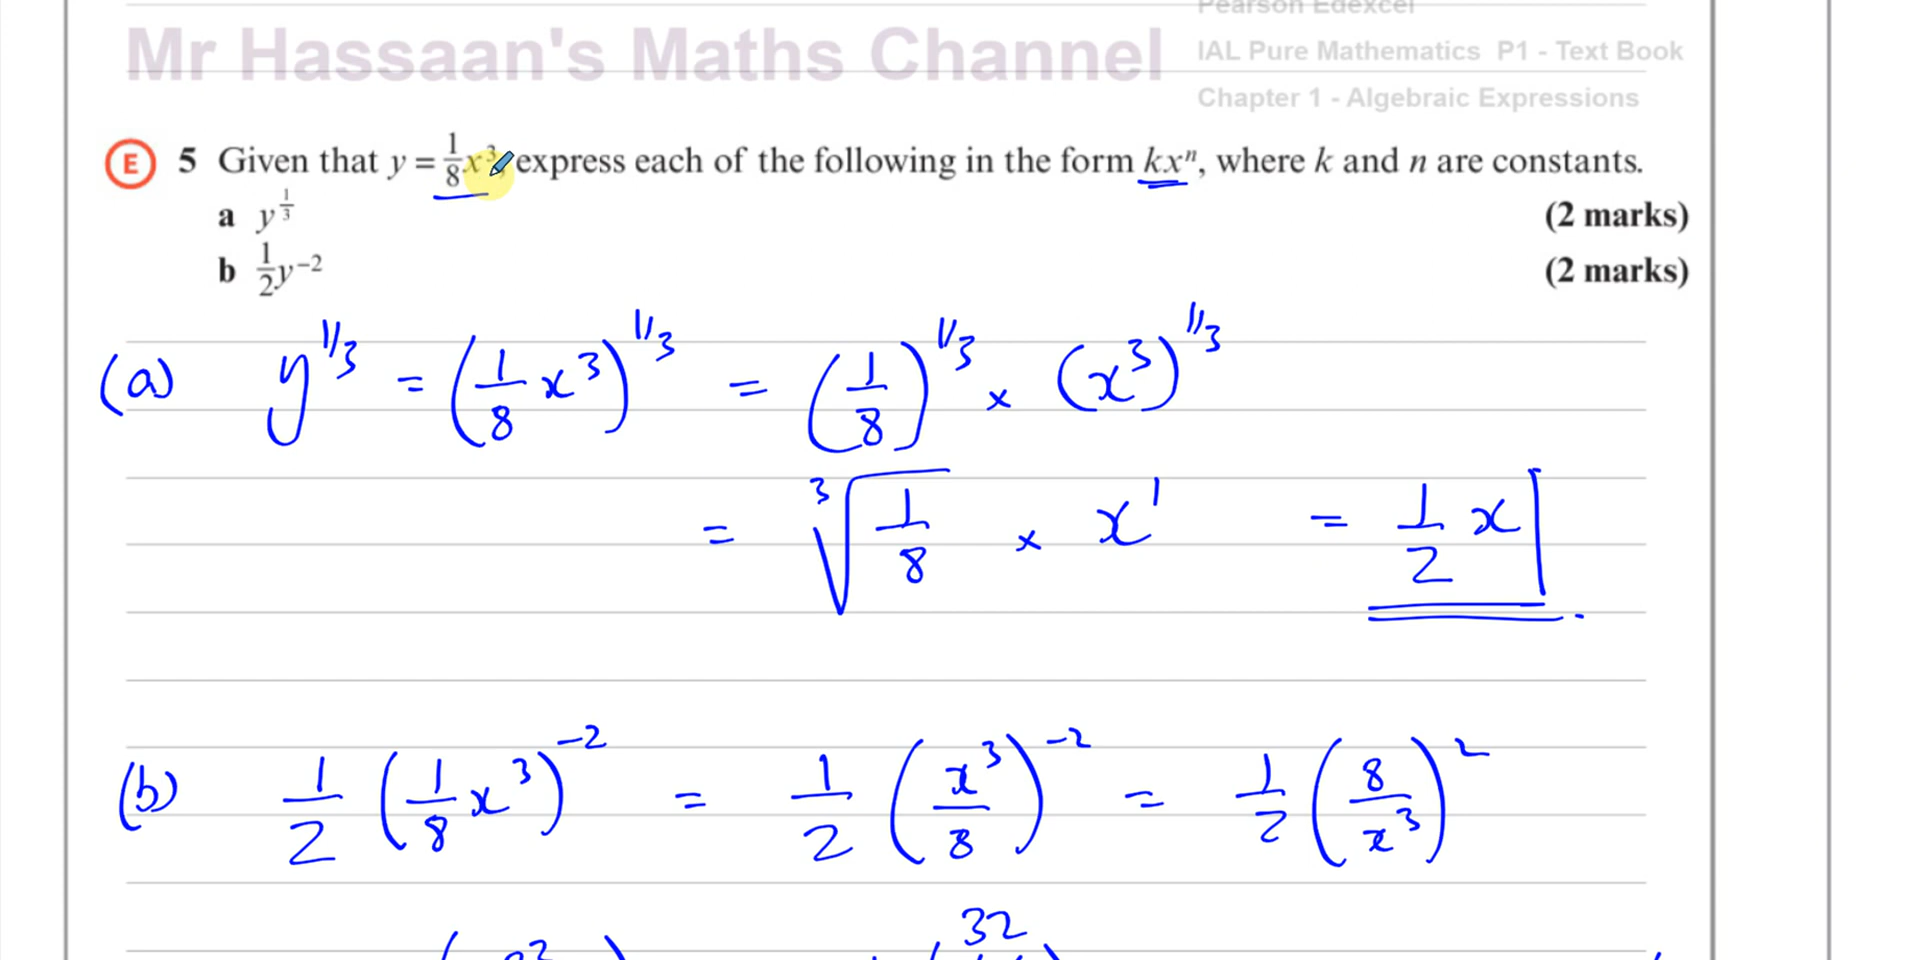 Pearson Edexcel
Mr Hassaan's Maths Channel
IAL Pure Mathematics P1 - Text Book
Chapter 1 - Algebraic Expressions
E 5 Given that y = 1/8 x³, express each of the following in the form kxⁿ, where k and n are constants.
a y^(1/3) (2 marks)
b 1/2 y⁻² (2 marks)
(a) y^(1/3) = (1/8 x³)^(1/3) = (1/8)^(1/3) × (x³)^(1/3)
= ³√(1/8) × x¹ = 1/2 x
(b) 1/2 (1/8 x³)⁻² = 1/2 (x³/8)⁻² = 1/2 (8/x³)²
32